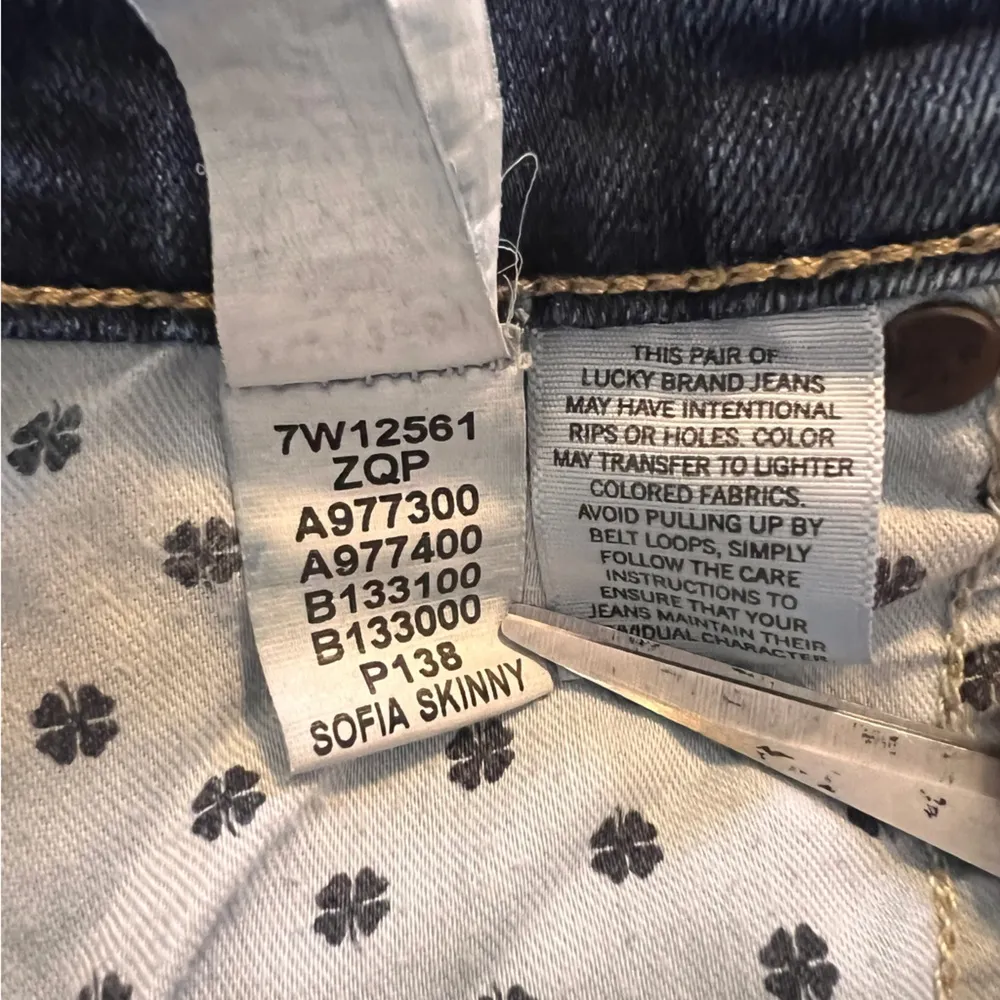 7W12561
ZQP
A977300
A977400
B133100
B133000
P138
SOFIA SKINNY
THIS PAIR OF
LUCKY BRAND JEANS
MAY HAVE INTENTIONAL
RIPS OR HOLES. COLOR
MAY TRANSFER TO LIGHTER
COLORED FABRICS.
AVOID PULLING UP BY
BELT LOOPS, SIMPLY
FOLLOW THE CARE
INSTRUCTIONS TO
ENSURE THAT YOUR
JEANS MAINTAIN THEIR
CHARACTER